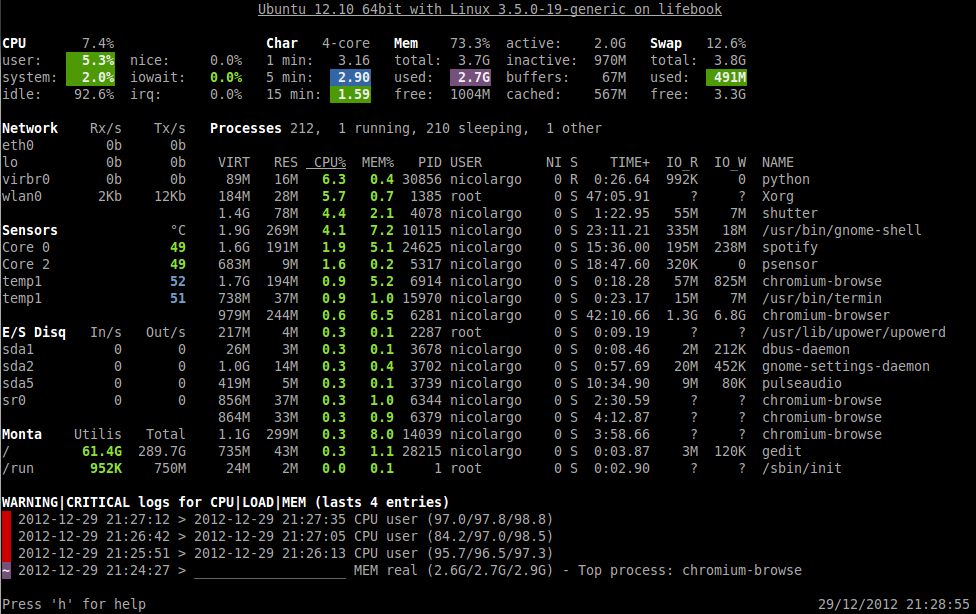 Ubuntu 12.10 64bit with Linux 3.5.0-19-generic on lifebook
CPU 7.4% Char 4-core Mem 73.3% active: 2.0G Swap 12.6%
user: 5.3% nice: 0.0% 1 min: 3.16 total: 3.7G inactive: 970M total: 3.8G
system: 2.0% iowait: 0.0% 5 min: 2.90 used: 2.7G buffers: 67M used: 491M
idle: 92.6% irq: 0.0% 15 min: 1.59 free: 1004M cached: 567M free: 3.3G
Network Rx/s Tx/s Processes 212, 1 running, 210 sleeping, 1 other
eth0 0b 0b
lo 0b 0b VIRT RES CPU% MEM% PID USER NI S TIME+ IO_R IO_W NAME
virbr0 0b 0b 89M 16M 6.3 0.4 30856 nicolargo 0 R 0:26.64 992K 0 python
wlan0 2Kb 12Kb 184M 28M 5.7 0.7 1385 root 0 S 47:05.91 ? ? Xorg
1.4G 78M 4.4 2.1 4078 nicolargo 0 S 1:22.95 55M 7M shutter
Sensors °C 1.9G 269M 4.1 7.2 10115 nicolargo 0 S 23:11.21 335M 18M /usr/bin/gnome-shell
Core 0 49 1.6G 191M 1.9 5.1 24625 nicolargo 0 S 15:36.00 195M 238M spotify
Core 2 49 683M 9M 1.6 0.2 5317 nicolargo 0 S 18:47.60 320K 0 psensor
temp1 52 1.7G 194M 0.9 5.2 6914 nicolargo 0 S 0:18.28 57M 825M chromium-browse
temp1 51 738M 37M 0.9 1.0 15970 nicolargo 0 S 0:23.17 15M 7M /usr/bin/termin
979M 244M 0.6 6.5 6281 nicolargo 0 S 42:10.66 1.3G 6.8G chromium-browser
E/S Disq In/s Out/s 217M 4M 0.3 0.1 2287 root 0 S 0:09.19 ? ? /usr/lib/upower/upowerd
sda1 0 0 26M 3M 0.3 0.1 3678 nicolargo 0 S 0:08.46 2M 212K dbus-daemon
sda2 0 0 1.0G 14M 0.3 0.4 3702 nicolargo 0 S 0:57.69 20M 452K gnome-settings-daemon
sda5 0 0 419M 5M 0.3 0.1 3739 nicolargo 0 S 10:34.90 9M 80K pulseaudio
sr0 0 0 856M 37M 0.3 1.0 6344 nicolargo 0 S 2:30.59 ? ? chromium-browse
864M 33M 0.3 0.9 6379 nicolargo 0 S 4:12.87 ? ? chromium-browse
Monta Utilis Total 1.1G 299M 0.3 8.0 14039 nicolargo 0 S 3:58.66 ? ? chromium-browse
/ 61.4G 289.7G 735M 43M 0.3 1.1 28215 nicolargo 0 S 0:03.87 3M 120K gedit
/run 952K 750M 24M 2M 0.0 0.1 1 root 0 S 0:02.90 ? ? /sbin/init
WARNING|CRITICAL logs for CPU|LOAD|MEM (lasts 4 entries)
2012-12-29 21:27:12 > 2012-12-29 21:27:35 CPU user (97.0/97.8/98.8)
2012-12-29 21:26:42 > 2012-12-29 21:27:05 CPU user (84.2/97.0/98.5)
2012-12-29 21:25:51 > 2012-12-29 21:26:13 CPU user (95.7/96.5/97.3)
~ 2012-12-29 21:24:27 > ___________________ MEM real (2.6G/2.7G/2.9G) - Top process: chromium-browse
Press 'h' for help 29/12/2012 21:28:55